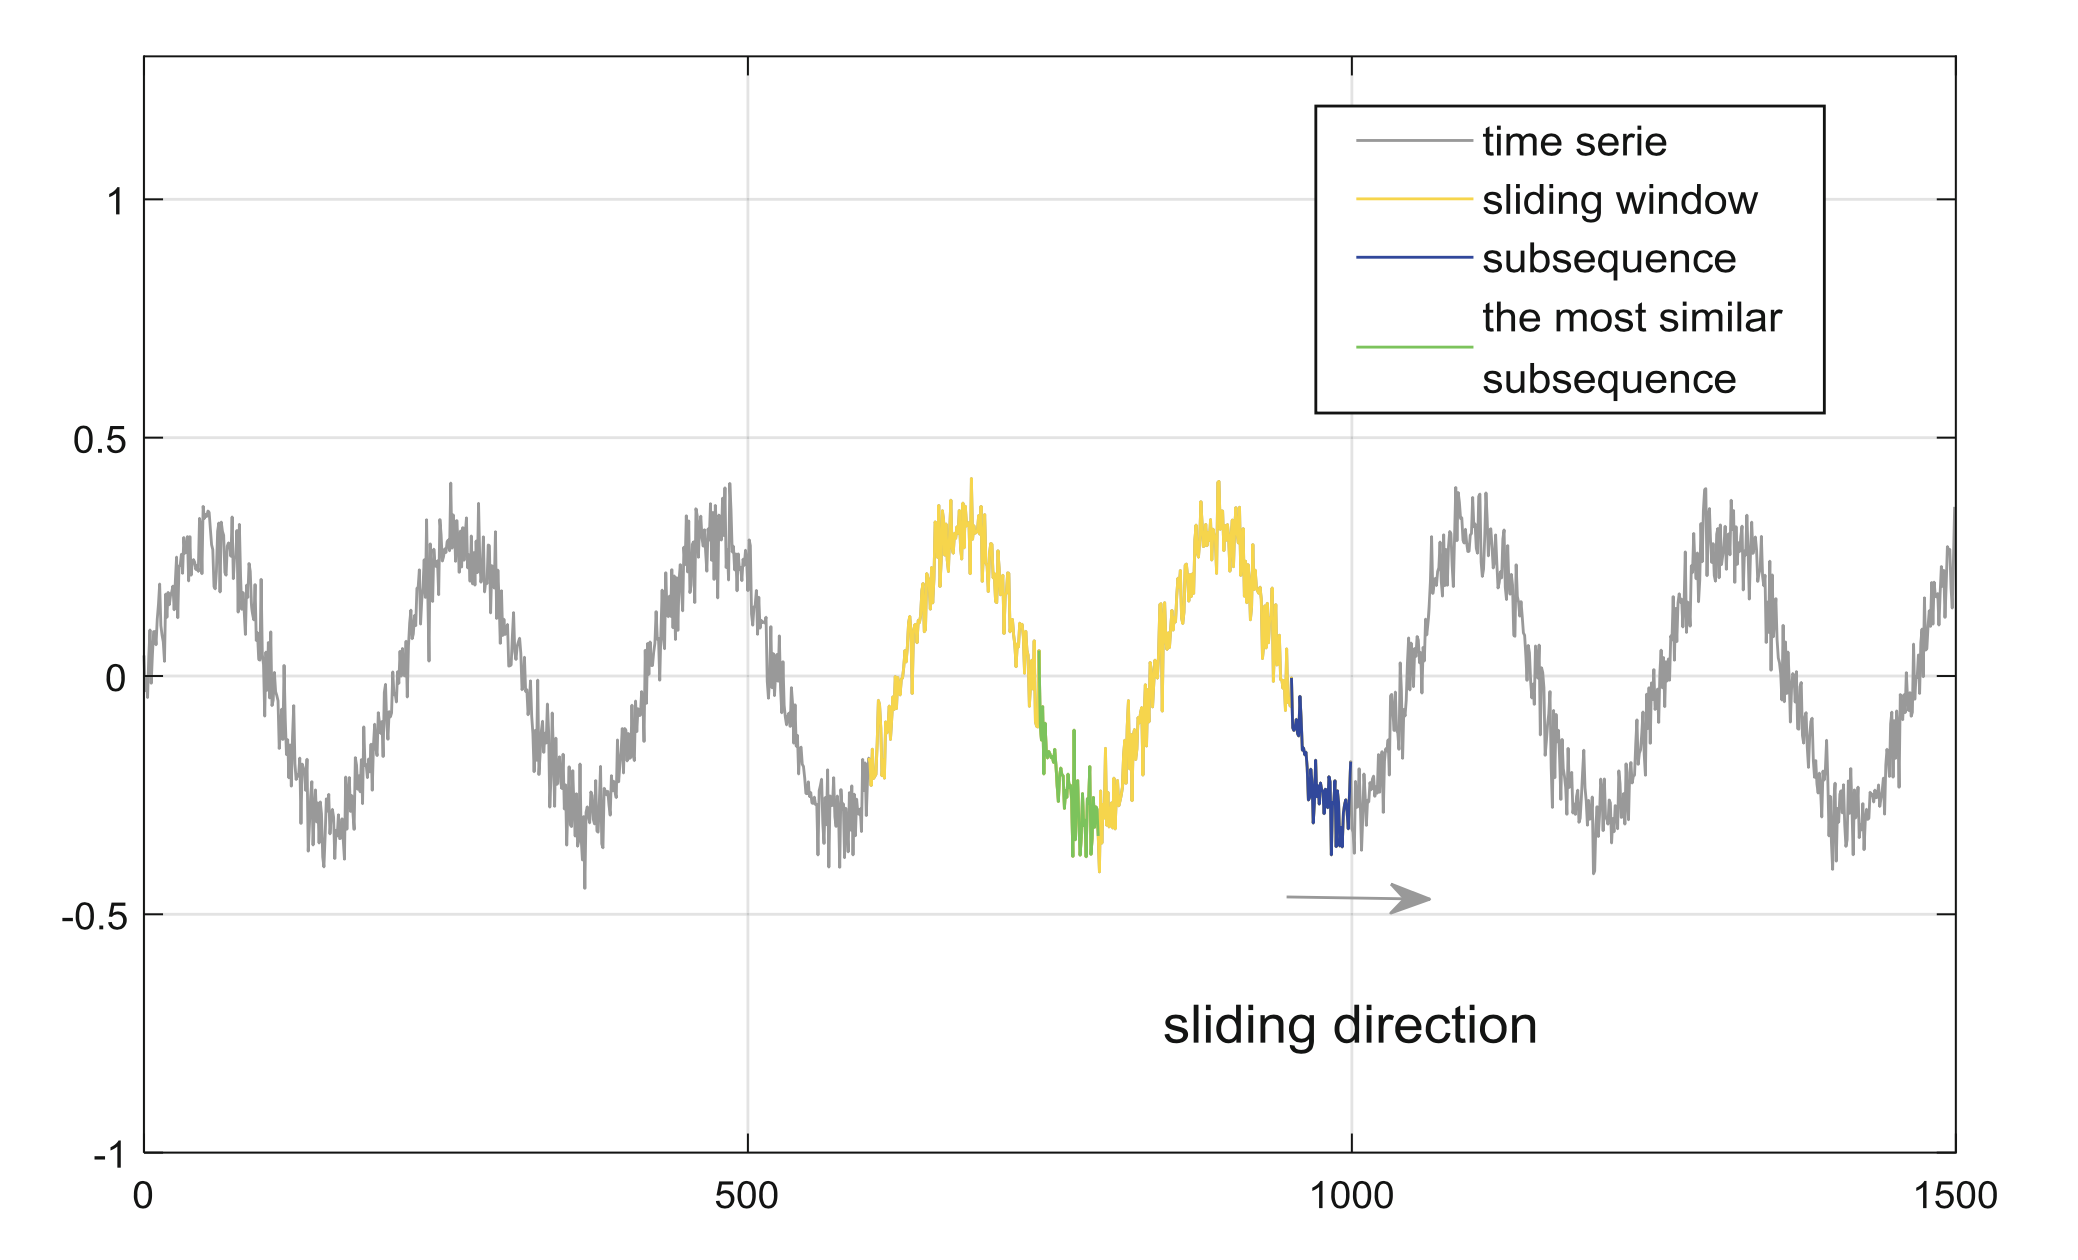 time serie
sliding window
subsequence
the most similar
subsequence
1
0.5
0
-0.5
-1
sliding direction
0 500 1000 1500